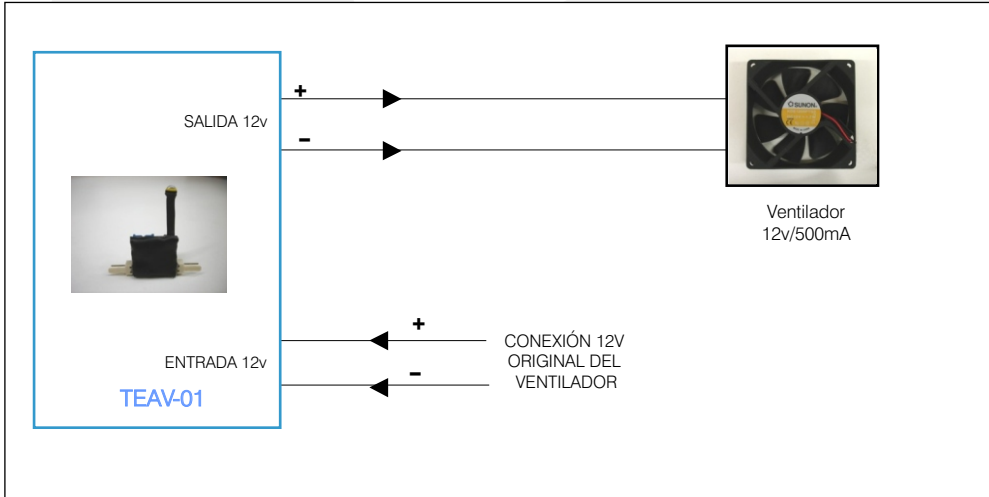 +
SALIDA 12v
-
SUNON
Ventilador
12v/500mA
+
CONEXIÓN 12V
ORIGINAL DEL
VENTILADOR
ENTRADA 12v
-
TEAV-01